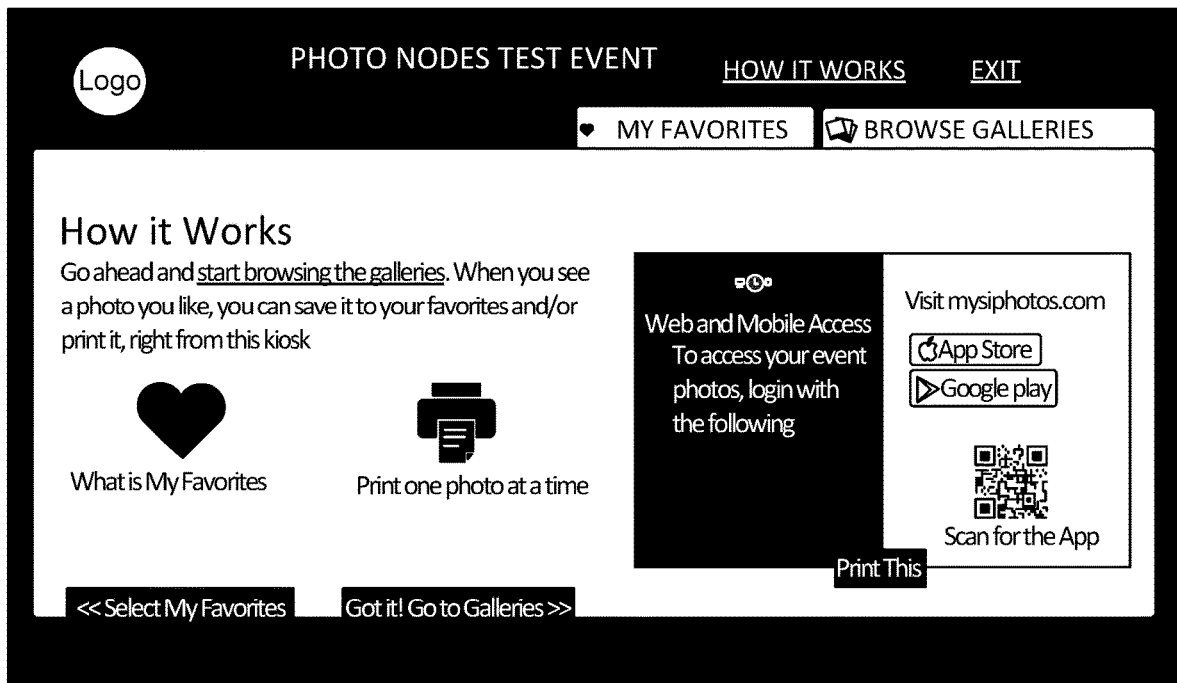 Logo
PHOTO NODES TEST EVENT
HOW IT WORKS
EXIT
MY FAVORITES
BROWSE GALLERIES
How it Works
Go ahead and start browsing the galleries. When you see
a photo you like, you can save it to your favorites and/or
print it, right from this kiosk
What is My Favorites
Print one photo at a time
<< Select My Favorites
Got it! Go to Galleries >>
Web and Mobile Access
To access your event
photos, login with
the following
Visit mysiphotos.com
App Store
Google play
Scan for the App
Print This